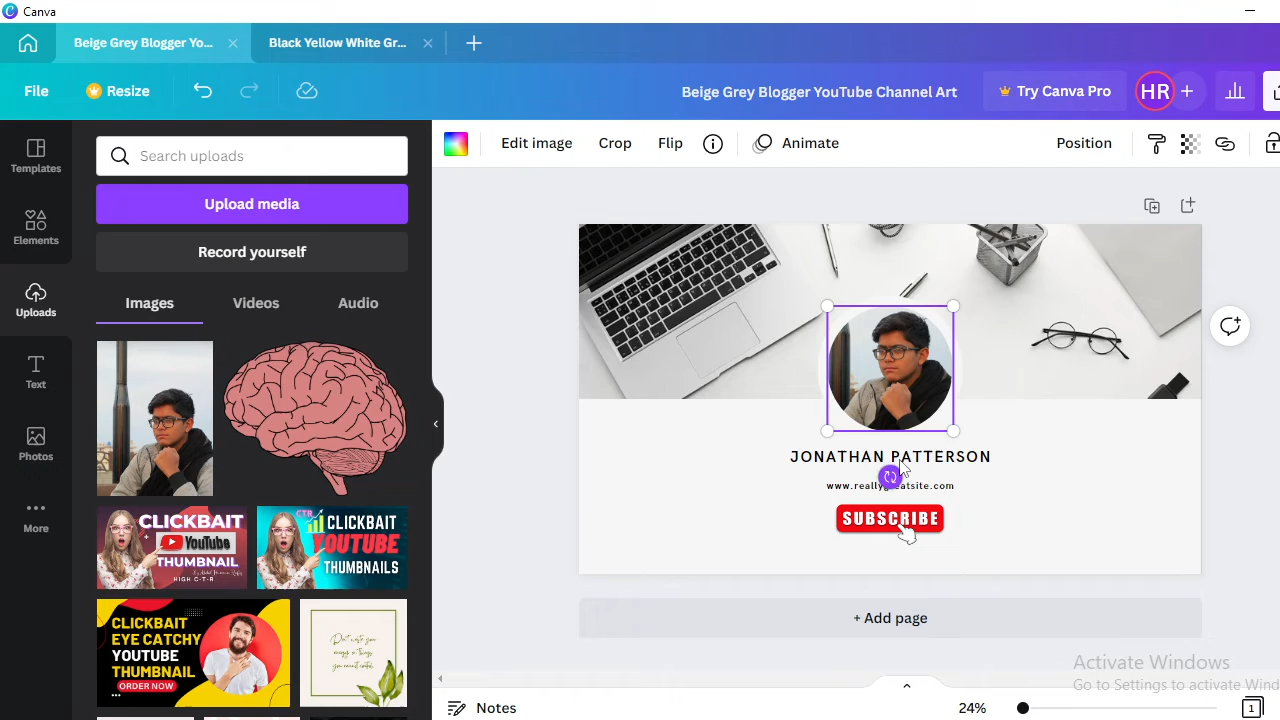 Canva
Beige Grey Blogger Yo...
Black Yellow White Gr...
File
Resize
Beige Grey Blogger YouTube Channel Art
Try Canva Pro
HR
Templates
Elements
Uploads
Text
Photos
More
Search uploads
Upload media
Record yourself
Images
Videos
Audio
CLICKBAIT
+
YouTube
THUMBNAIL
HIGH C-T-R
CTR
CLICKBAIT
YOUTUBE
THUMBNAILS
CLICKBAIT
EYE CATCHY
YOUTUBE
THUMBNAIL
ORDER NOW
Edit image
Crop
Flip
Animate
Position
JONATHAN PATTERSON
SUBSCRIBE
+ Add page
Activate Windows
Go to Settings to activate Wind
Notes
24%
1